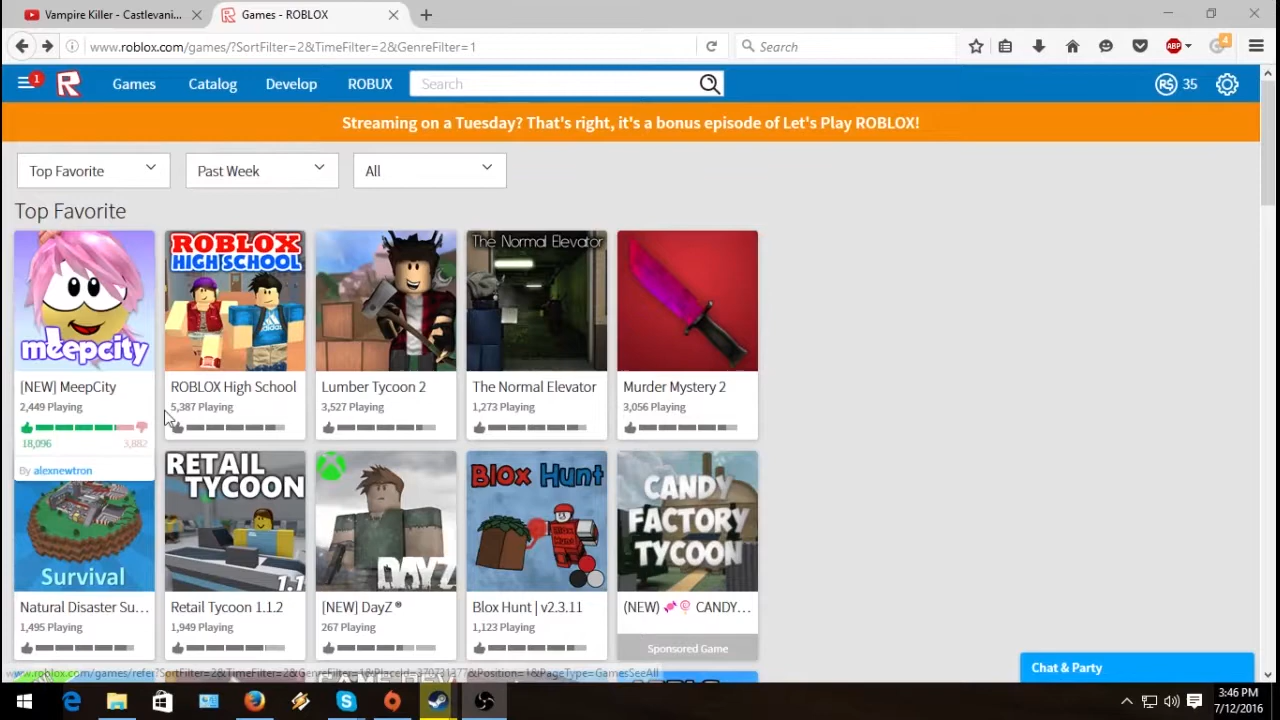 Vampire Killer - Castlevani
Games - ROBLOX
www.roblox.com/games/?SortFilter=2&TimeFilter=2&GenreFilter=1
Search
ABP
4
1
R
Games
Catalog
Develop
ROBUX
Search
R$ 35
Streaming on a Tuesday? That's right, it's a bonus episode of Let's Play ROBLOX!
Top Favorite
Past Week
All
Top Favorite
meepcity
ROBLOX
HIGH SCHOOL
The Normal Elevator
[NEW] MeepCity
ROBLOX High School
Lumber Tycoon 2
The Normal Elevator
Murder Mystery 2
2,449 Playing
5,387 Playing
3,527 Playing
1,273 Playing
3,056 Playing
18,096
3,882
By alexnewtron
Survival
RETAIL
TYCOON
1.1
DAYZ
Blox Hunt
CANDY
FACTORY
TYCOON
Natural Disaster Su...
Retail Tycoon 1.1.2
[NEW] DayZ ®
Blox Hunt | v2.3.11
(NEW) 🍬🍭 CANDY...
1,495 Playing
1,949 Playing
267 Playing
1,123 Playing
Sponsored Game
Chat & Party
3:46 PM
7/12/2016